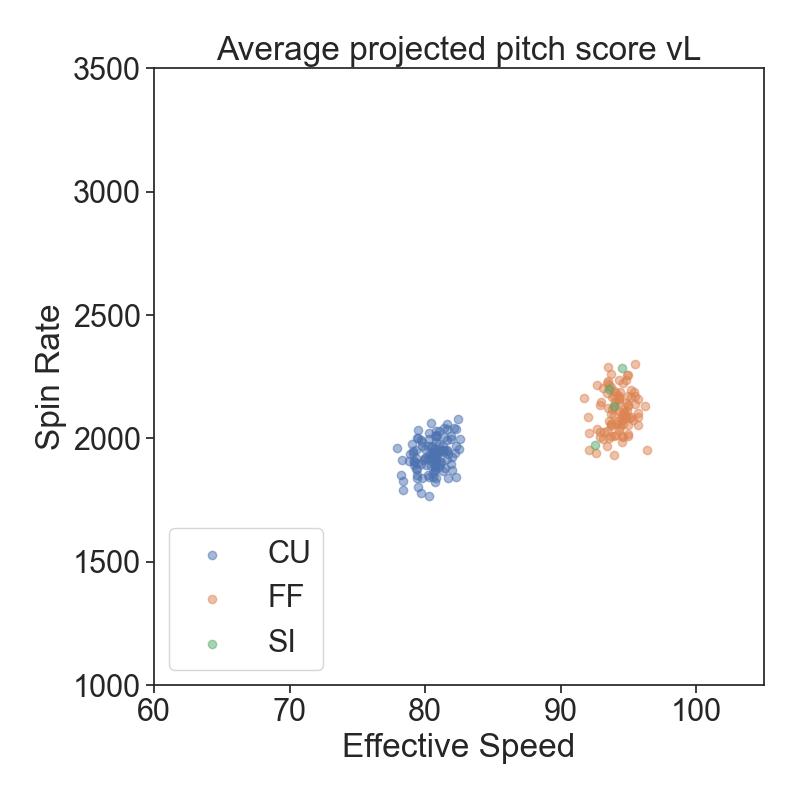 Average projected pitch score vL
3500
3000
2500
2000
1500
1000
Spin Rate
CU
FF
SI
60 70 80 90 100
Effective Speed